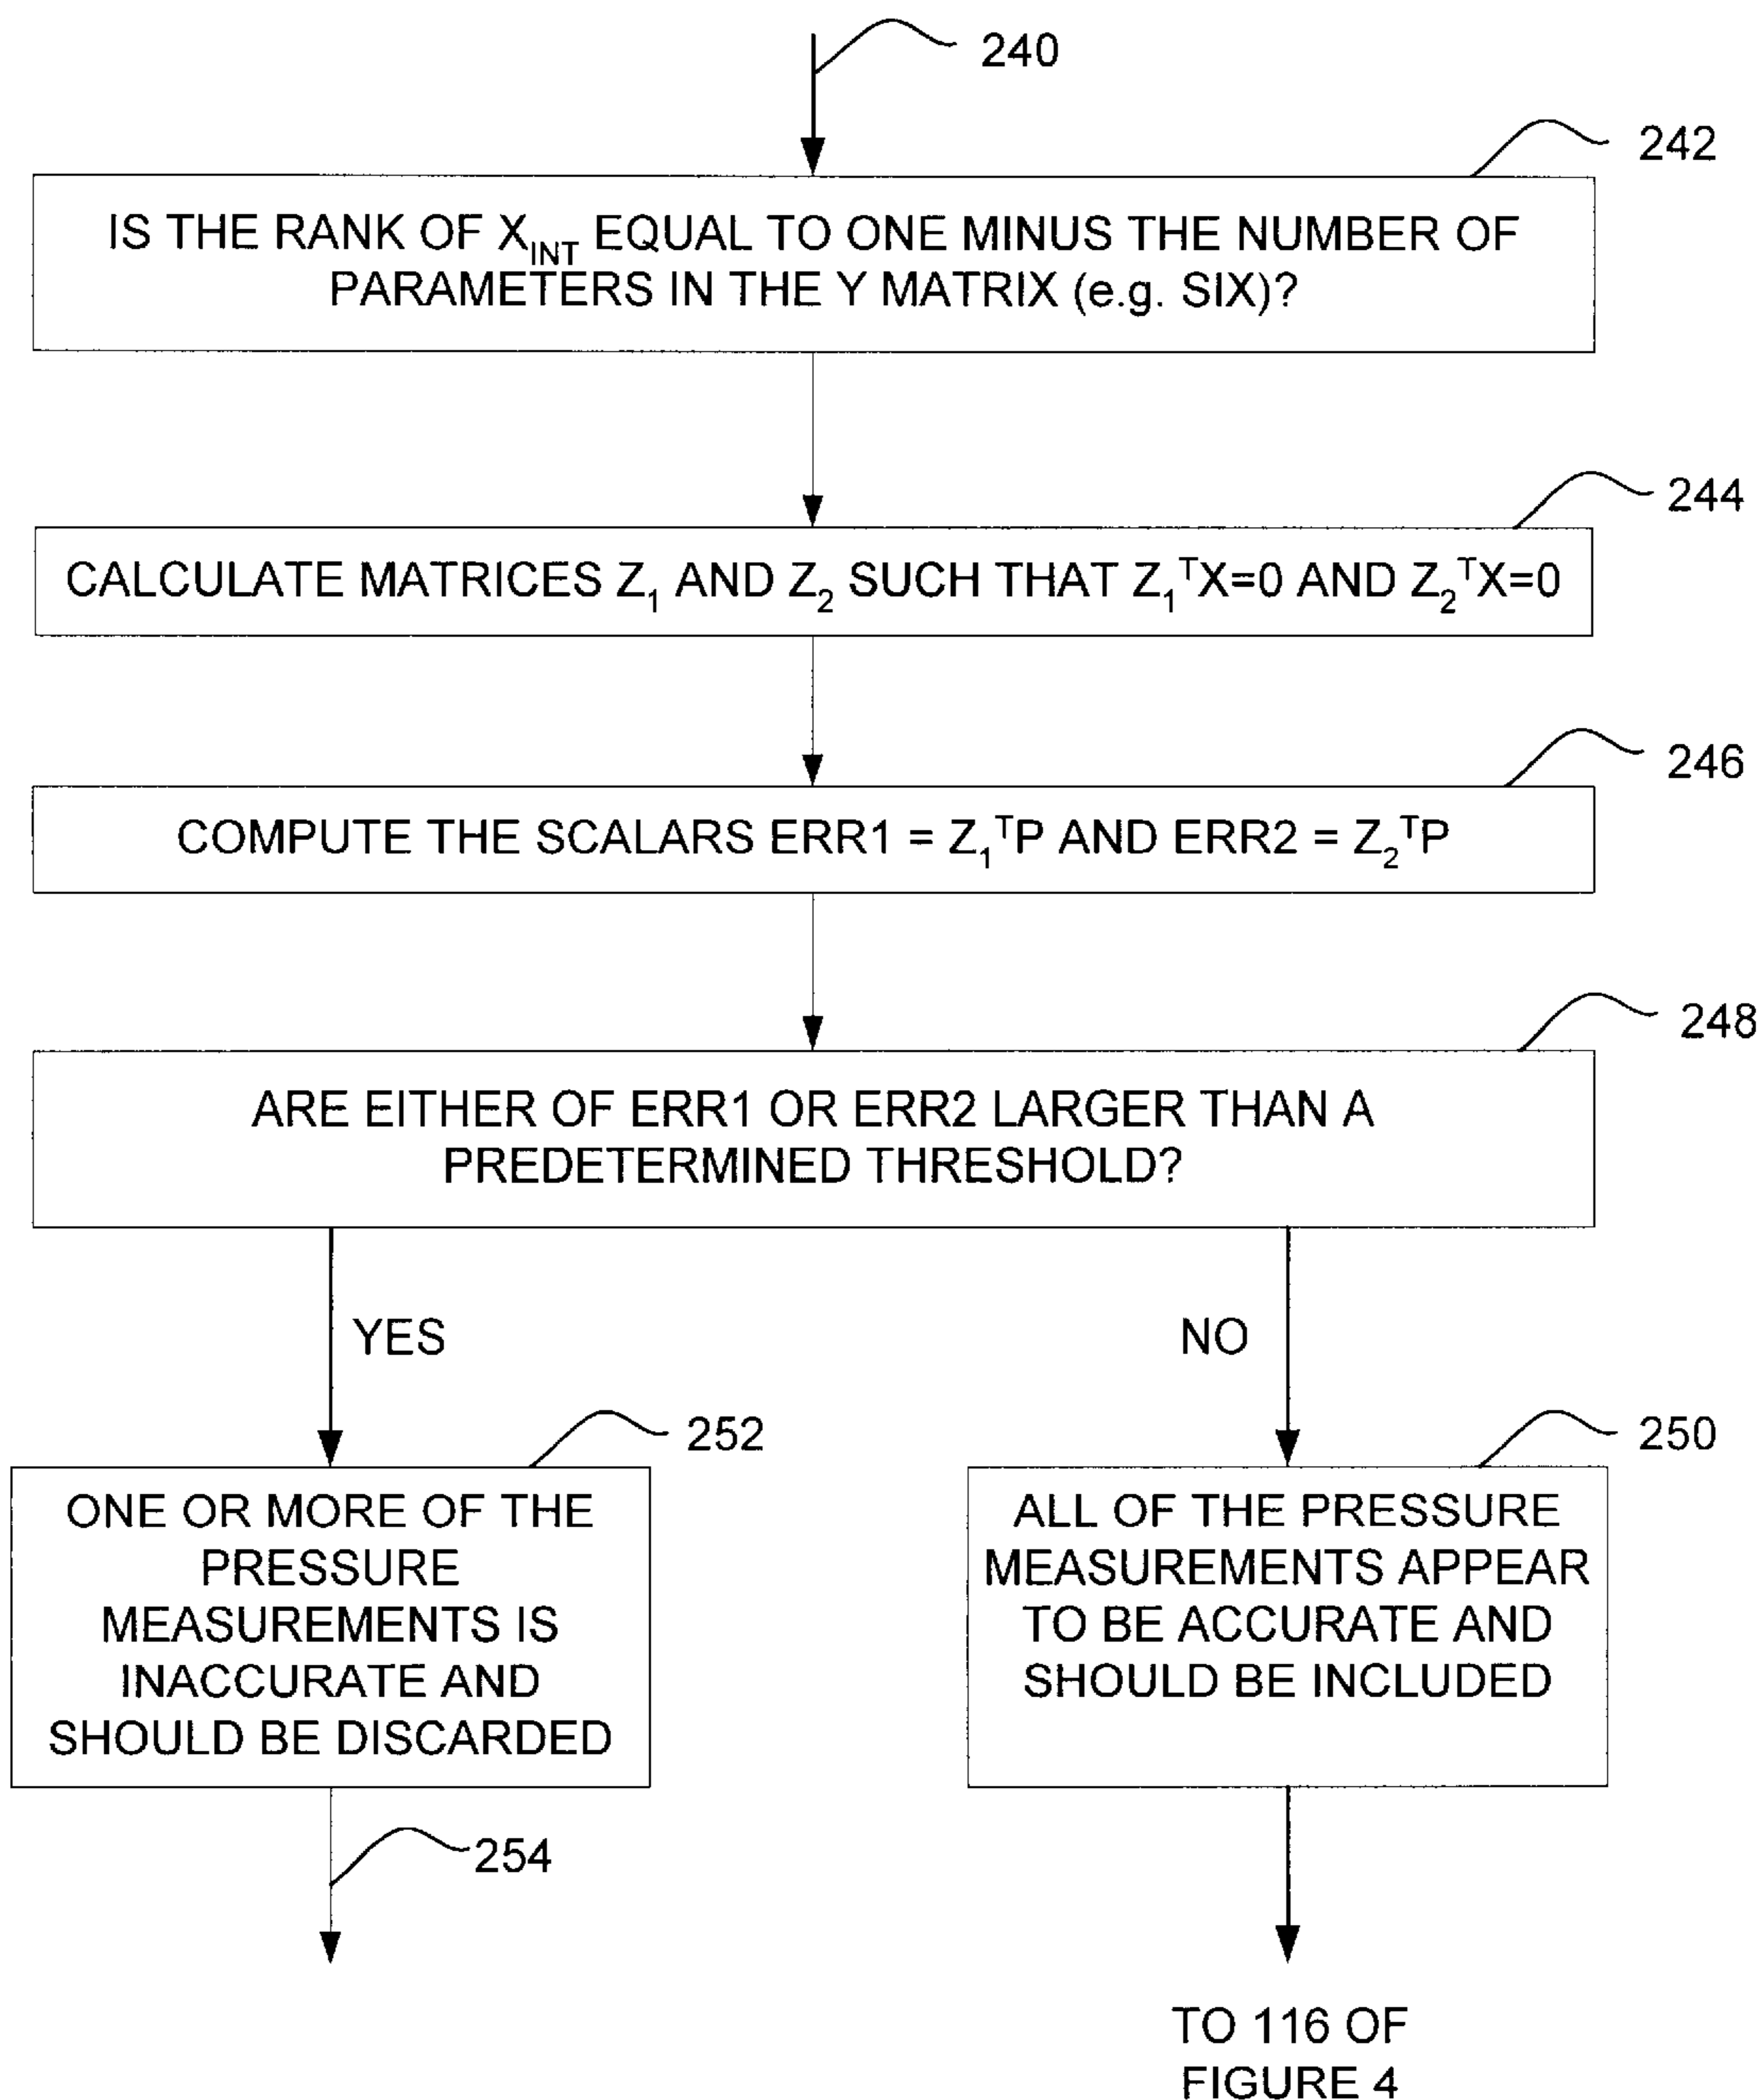 240
242
IS THE RANK OF X_INT EQUAL TO ONE MINUS THE NUMBER OF
PARAMETERS IN THE Y MATRIX (e.g. SIX)?
244
CALCULATE MATRICES Z₁ AND Z₂ SUCH THAT Z₁ᵀX=0 AND Z₂ᵀX=0
246
COMPUTE THE SCALARS ERR1 = Z₁ᵀP AND ERR2 = Z₂ᵀP
248
ARE EITHER OF ERR1 OR ERR2 LARGER THAN A
PREDETERMINED THRESHOLD?
YES
NO
252
ONE OR MORE OF THE
PRESSURE
MEASUREMENTS IS
INACCURATE AND
SHOULD BE DISCARDED
250
ALL OF THE PRESSURE
MEASUREMENTS APPEAR
TO BE ACCURATE AND
SHOULD BE INCLUDED
254
TO 116 OF
FIGURE 4